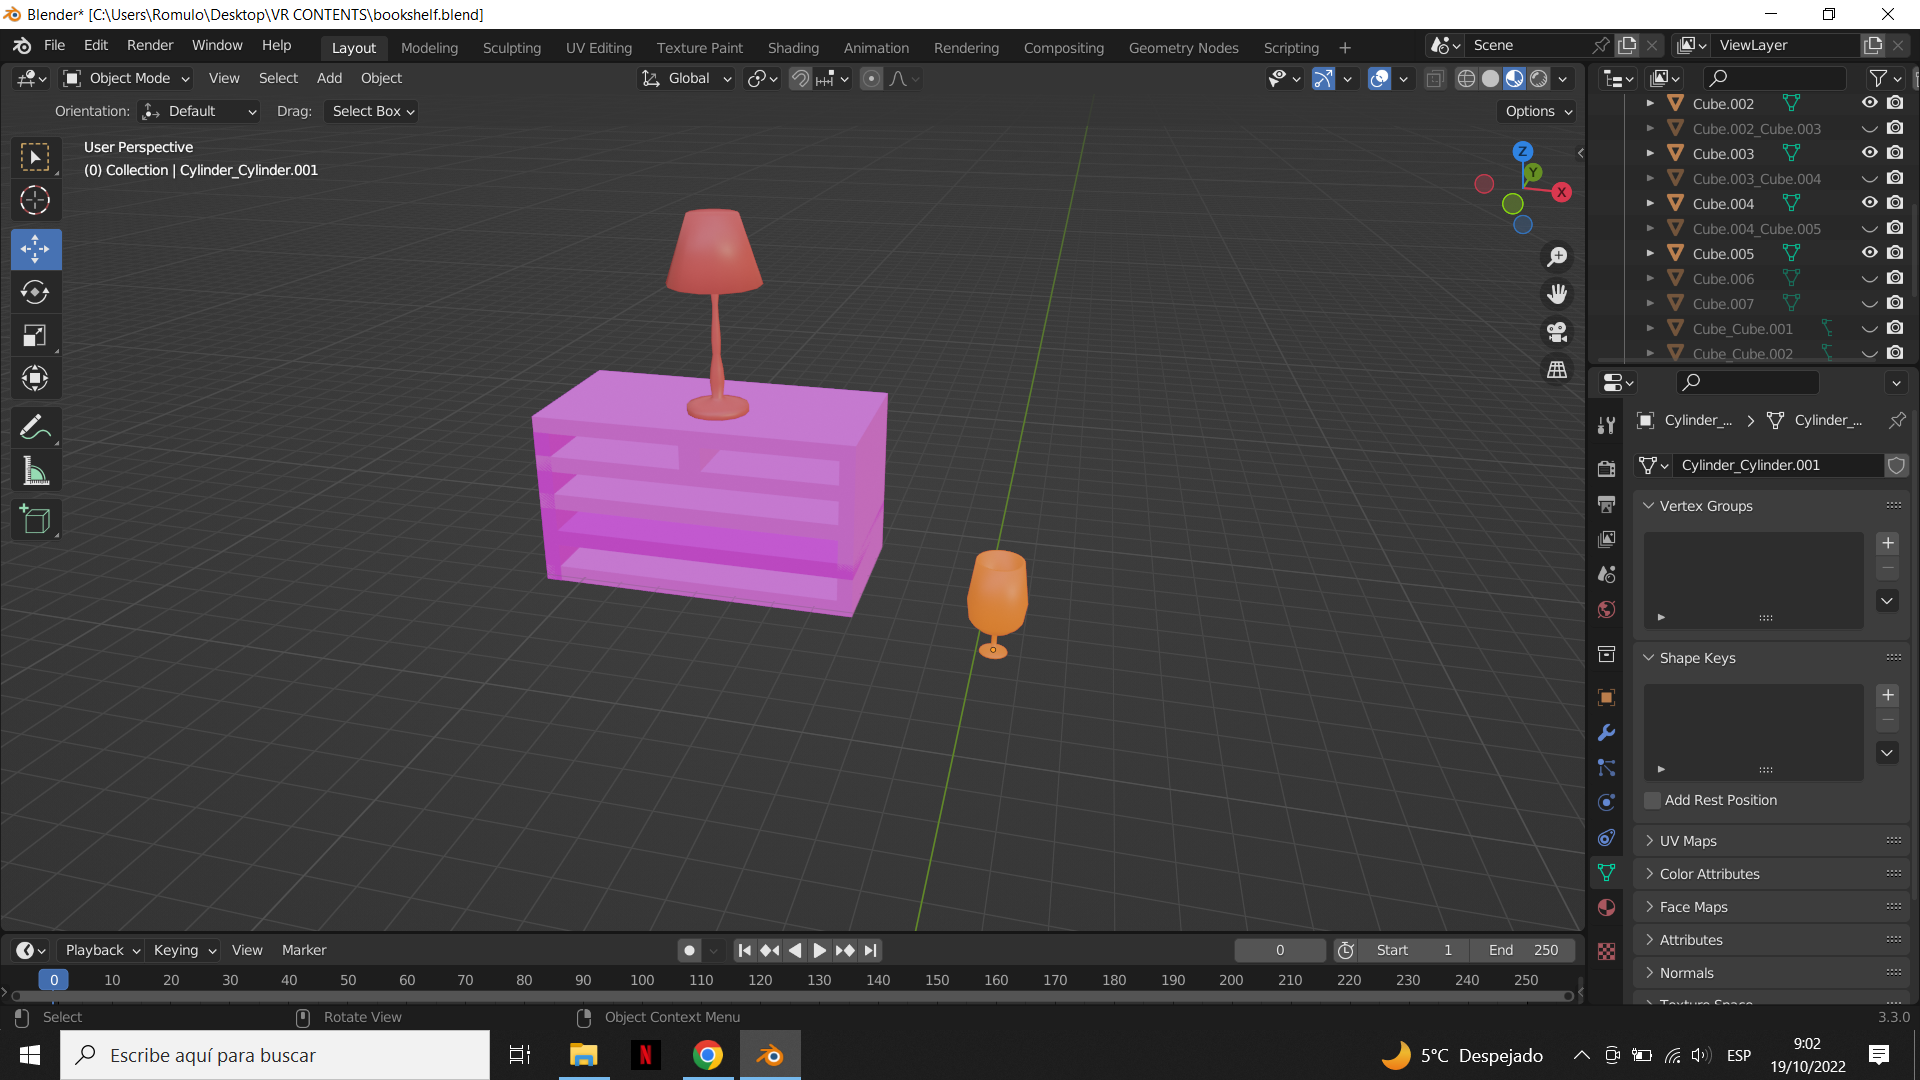 Blender* [C:\Users\Romulo\Desktop\VR CONTENTS\bookshelf.blend]
File Edit Render Window Help Layout Modeling Sculpting UV Editing Texture Paint Shading Animation Rendering Compositing Geometry Nodes Scripting Scene ViewLayer
Object Mode View Select Add Object Global
Orientation: Default Drag: Select Box Options
User Perspective
(0) Collection | Cylinder_Cylinder.001
Z
Y
X
Cube.002
Cube.002_Cube.003
Cube.003
Cube.003_Cube.004
Cube.004
Cube.004_Cube.005
Cube.005
Cube.006
Cube.007
Cube_Cube.001
Cube_Cube.002
Cylinder_... Cylinder_...
Cylinder_Cylinder.001
Vertex Groups
Shape Keys
Add Rest Position
UV Maps
Color Attributes
Face Maps
Attributes
Normals
Texture Space
Playback Keying View Marker 0 Start 1 End 250
0 10 20 30 40 50 60 70 80 90 100 110 120 130 140 150 160 170 180 190 200 210 220 230 240 250
Select Rotate View Object Context Menu 3.3.0
Escribe aquí para buscar N 5°C Despejado ESP 9:02
19/10/2022